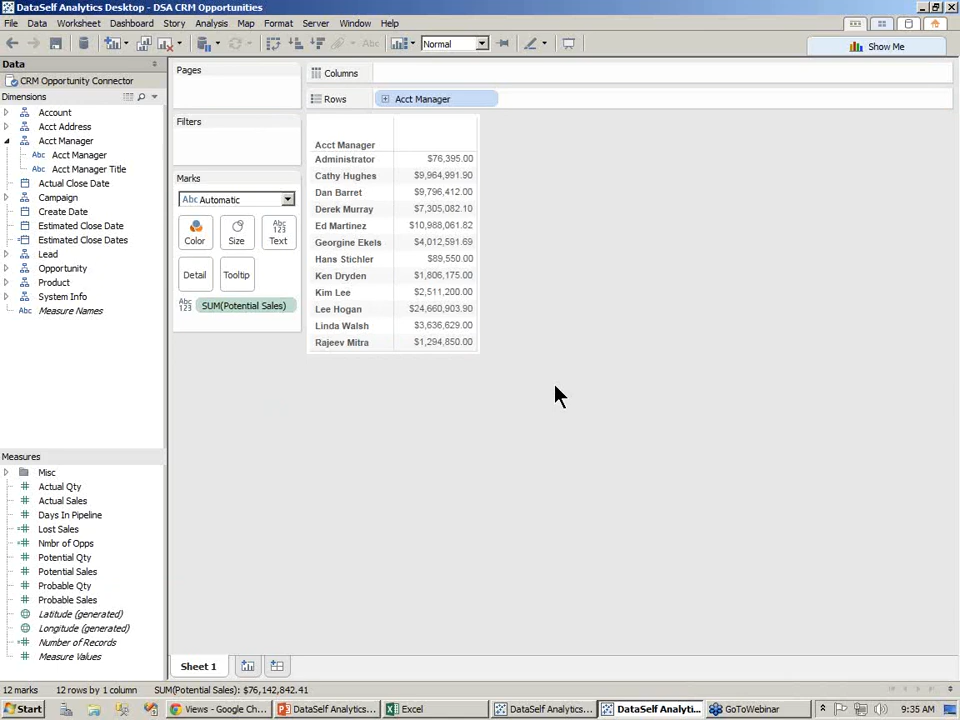 DataSelf Analytics Desktop - DSA CRM Opportunities
File Data Worksheet Dashboard Story Analysis Map Format Server Window Help
Abc Normal Show Me
Data
CRM Opportunity Connector
Dimensions
Account
Acct Address
Acct Manager
Abc Acct Manager
Abc Acct Manager Title
Actual Close Date
Campaign
Create Date
Estimated Close Date
Estimated Close Dates
Lead
Opportunity
Product
System Info
Abc Measure Names
Measures
Misc
Actual Qty
Actual Sales
Days In Pipeline
Lost Sales
Nmbr of Opps
Potential Qty
Potential Sales
Probable Qty
Probable Sales
Latitude (generated)
Longitude (generated)
Number of Records
Measure Values
Pages
Filters
Marks
Abc Automatic
Abc
123
Color Size Text
Detail Tooltip
Abc
123
SUM(Potential Sales)
Columns
Rows Acct Manager
Acct Manager
Administrator $76,395.00
Cathy Hughes $9,964,991.90
Dan Barret $9,796,412.00
Derek Murray $7,305,082.10
Ed Martinez $10,988,061.82
Georgine Ekels $4,012,591.69
Hans Stichler $89,550.00
Ken Dryden $1,806,175.00
Kim Lee $2,511,200.00
Lee Hogan $24,660,903.90
Linda Walsh $3,636,629.00
Rajeev Mitra $1,294,850.00
Sheet 1
12 marks 12 rows by 1 column SUM(Potential Sales): $76,142,842.41
Start Views - Google Ch... DataSelf Analytics... Excel DataSelf Analytics... DataSelf Analyti... GoToWebinar 9:35 AM